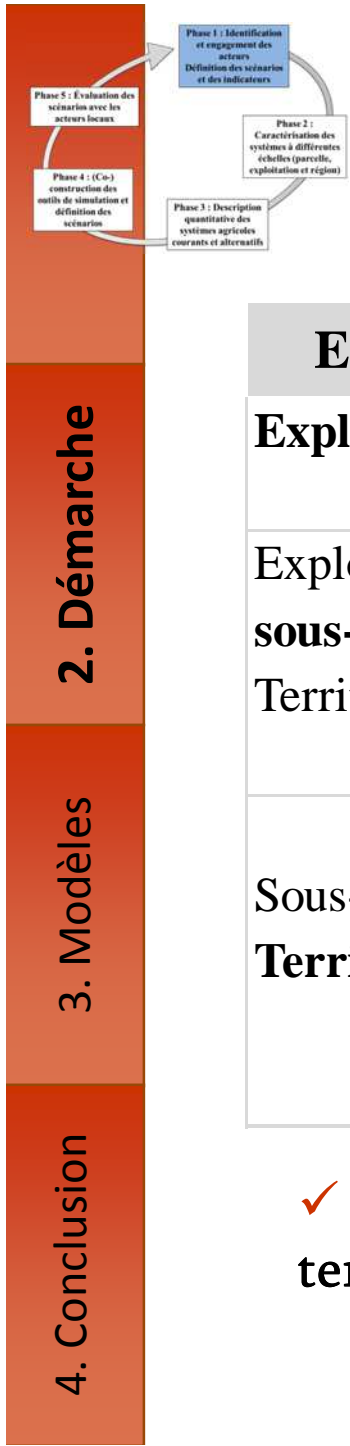 Phase 1 : Identification
et engagement des
acteurs
Définition des scénarios
et des indicateurs
Phase 2 :
Caractérisation des
systèmes à différentes
échelles (parcelle,
exploitation et région)
Phase 3 : Description
quantitative des
systèmes agricoles
courants et alternatifs
Phase 4 : (Co-)
construction des
outils de simulation et
définition des
scénarios
Phase 5 : Évaluation des
scénarios avec les
acteurs locaux
2. Démarche
3. Modèles
4. Conclusion
E
Expl
Explo
sous-
Terri
Sous-
Terri
✓
ter